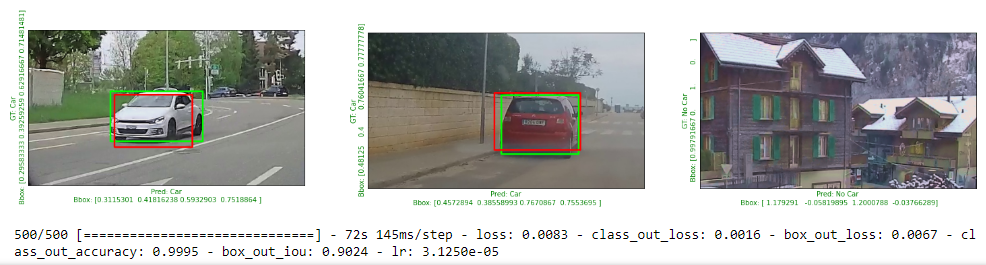 GT: Car
Bbox: [0.29583333 0.39259259 0.62916667 0.71481481]
Pred: Car
Bbox: [0.3115301 0.41816238 0.5932903 0.7518864 ]
GT: Car
Bbox: [0.48125 0.4 0.76041667 0.77777778]
Pred: Car
Bbox: [0.4572894 0.38558993 0.7670867 0.7553695 ]
GT: No Car
Bbox: [0.99791667 0. 1. 0. ]
Pred: No Car
Bbox: [ 1.179291 -0.05819895 1.2000788 -0.03766289]
500/500 [==============================] - 72s 145ms/step - loss: 0.0083 - class_out_loss: 0.0016 - box_out_loss: 0.0067 - cl
ass_out_accuracy: 0.9995 - box_out_iou: 0.9024 - lr: 3.1250e-05